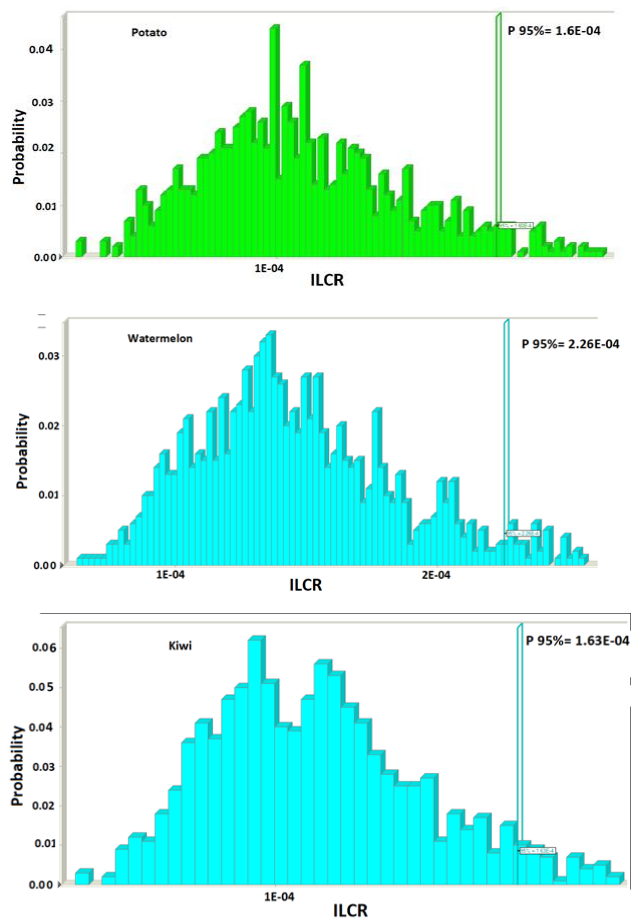 Potato
P 95%= 1.6E-04
0.04
0.03
0.02
0.01
0.00
Probability
1E-04
ILCR
Watermelon
P 95%= 2.26E-04
0.03
0.02
0.01
0.00
Probability
1E-04 2E-04
ILCR
Kiwi
P 95%= 1.63E-04
0.06
0.05
0.04
0.03
0.02
0.01
0.00
Probability
1E-04
ILCR